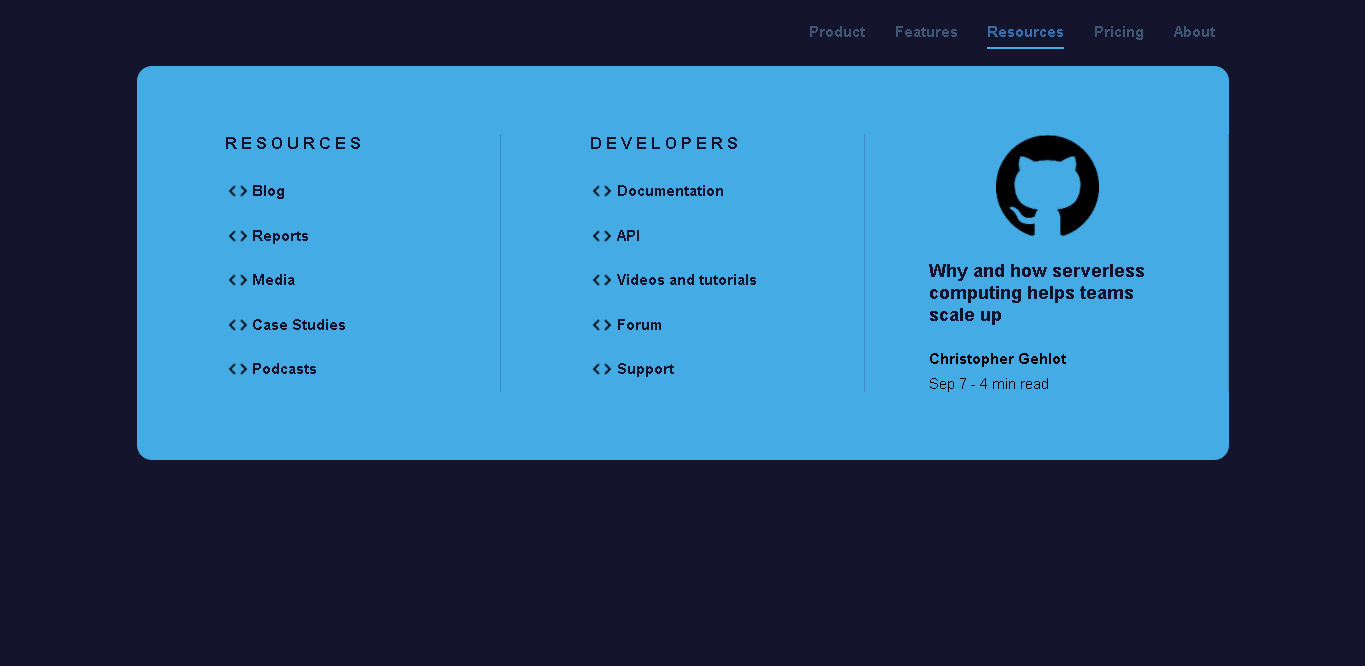 Product Features Resources Pricing About
RESOURCES
Blog
Reports
Media
Case Studies
Podcasts
DEVELOPERS
Documentation
API
Videos and tutorials
Forum
Support
Why and how serverless
computing helps teams
scale up
Christopher Gehlot
Sep 7 - 4 min read